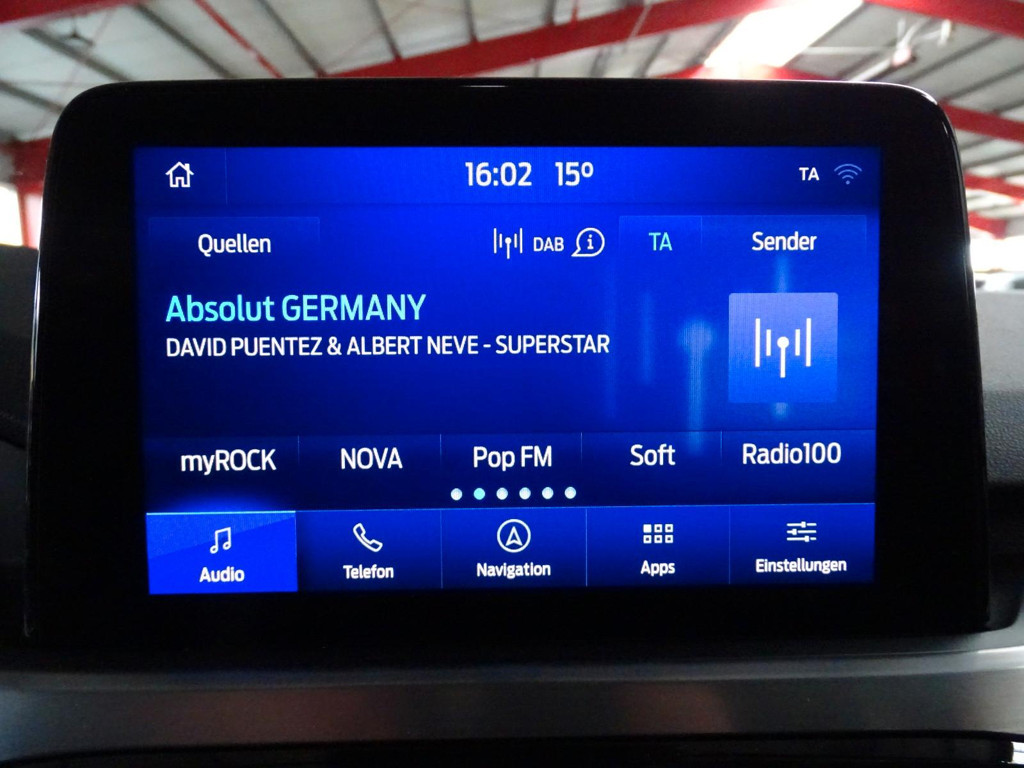 16:02 15º TA
Quellen DAB TA Sender
Absolut GERMANY
DAVID PUENTEZ & ALBERT NEVE - SUPERSTAR
myROCK NOVA Pop FM Soft Radio100
Audio Telefon Navigation Apps Einstellungen